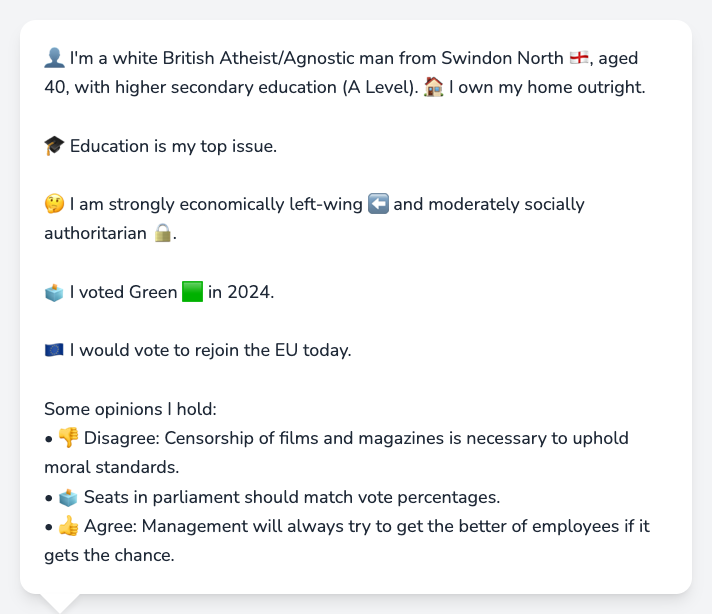 👤 I'm a white British Atheist/Agnostic man from Swindon North 🏴󠁧󠁢󠁥󠁮󠁧󠁿, aged
40, with higher secondary education (A Level). 🏠 I own my home outright.
🎓 Education is my top issue.
🤔 I am strongly economically left-wing ⬅️ and moderately socially
authoritarian 🔒.
🗳️ I voted Green 🟩 in 2024.
🇪🇺 I would vote to rejoin the EU today.
Some opinions I hold:
• 👎 Disagree: Censorship of films and magazines is necessary to uphold
moral standards.
• 🗳️ Seats in parliament should match vote percentages.
• 👍 Agree: Management will always try to get the better of employees if it
gets the chance.